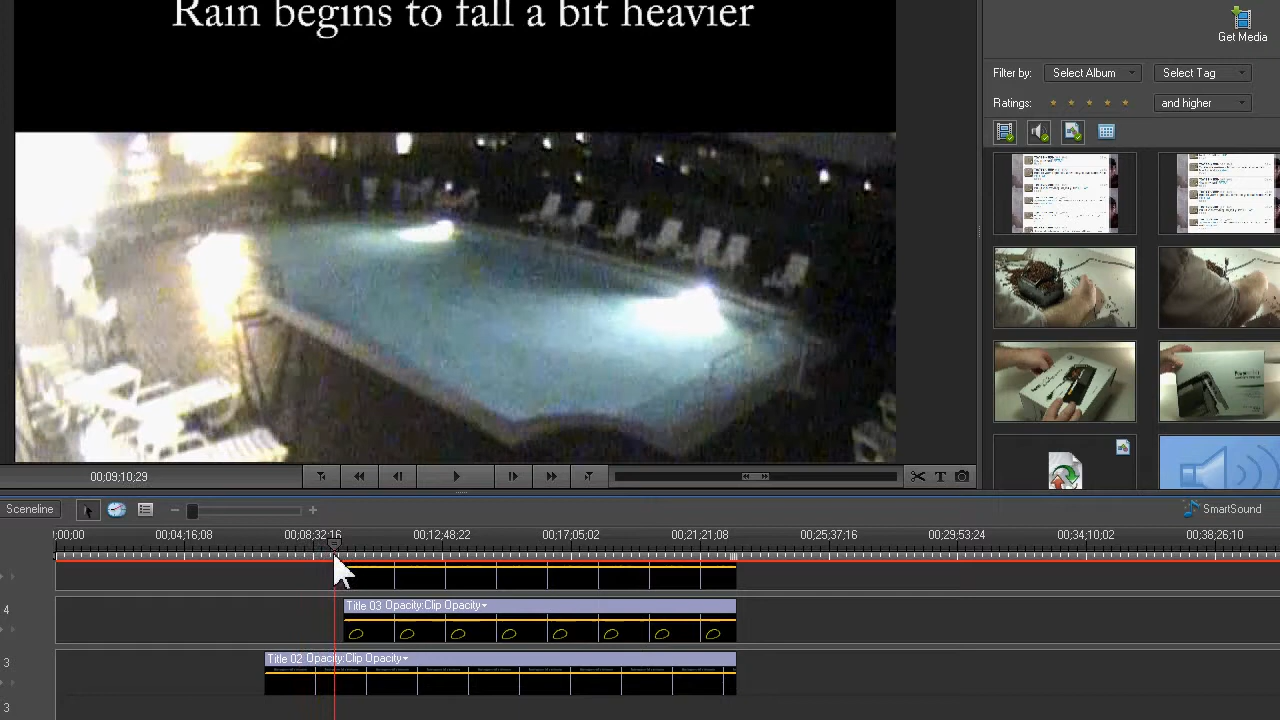 Rain begins to fall a bit heavier
Get Media
Filter by: Select Album Select Tag
Ratings: and higher
00;09;10;29
T
Sceneline
SmartSound
;00;00 00;04;16;08 00;08;32;16 00;12;48;22 00;17;05;02 00;21;21;08 00;25;37;16 00;29;53;24 00;34;10;02 00;38;26;10
4
Title 03 Opacity:Clip Opacity
3
Title 02 Opacity:Clip Opacity
3